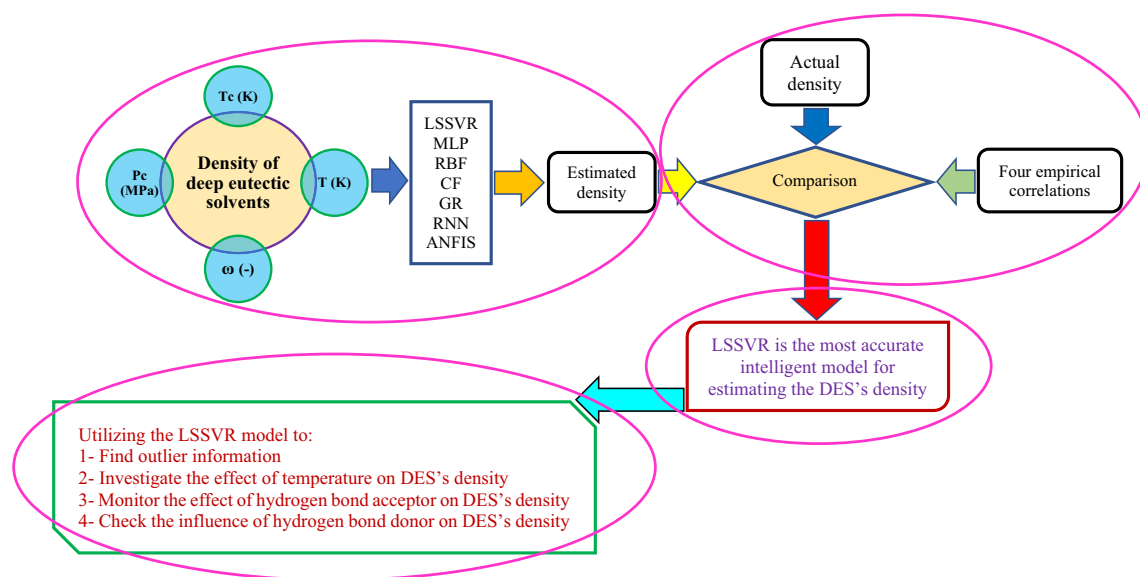 Tc (K)
Pc
(MPa)
Density of
deep eutectic
solvents
T (K)
ω (-)
LSSVR
MLP
RBF
CF
GR
RNN
ANFIS
Estimated
density
Actual
density
Comparison
Four empirical
correlations
LSSVR is the most accurate
intelligent model for
estimating the DES’s density
Utilizing the LSSVR model to:
1- Find outlier information
2- Investigate the effect of temperature on DES’s density
3- Monitor the effect of hydrogen bond acceptor on DES’s density
4- Check the influence of hydrogen bond donor on DES’s density